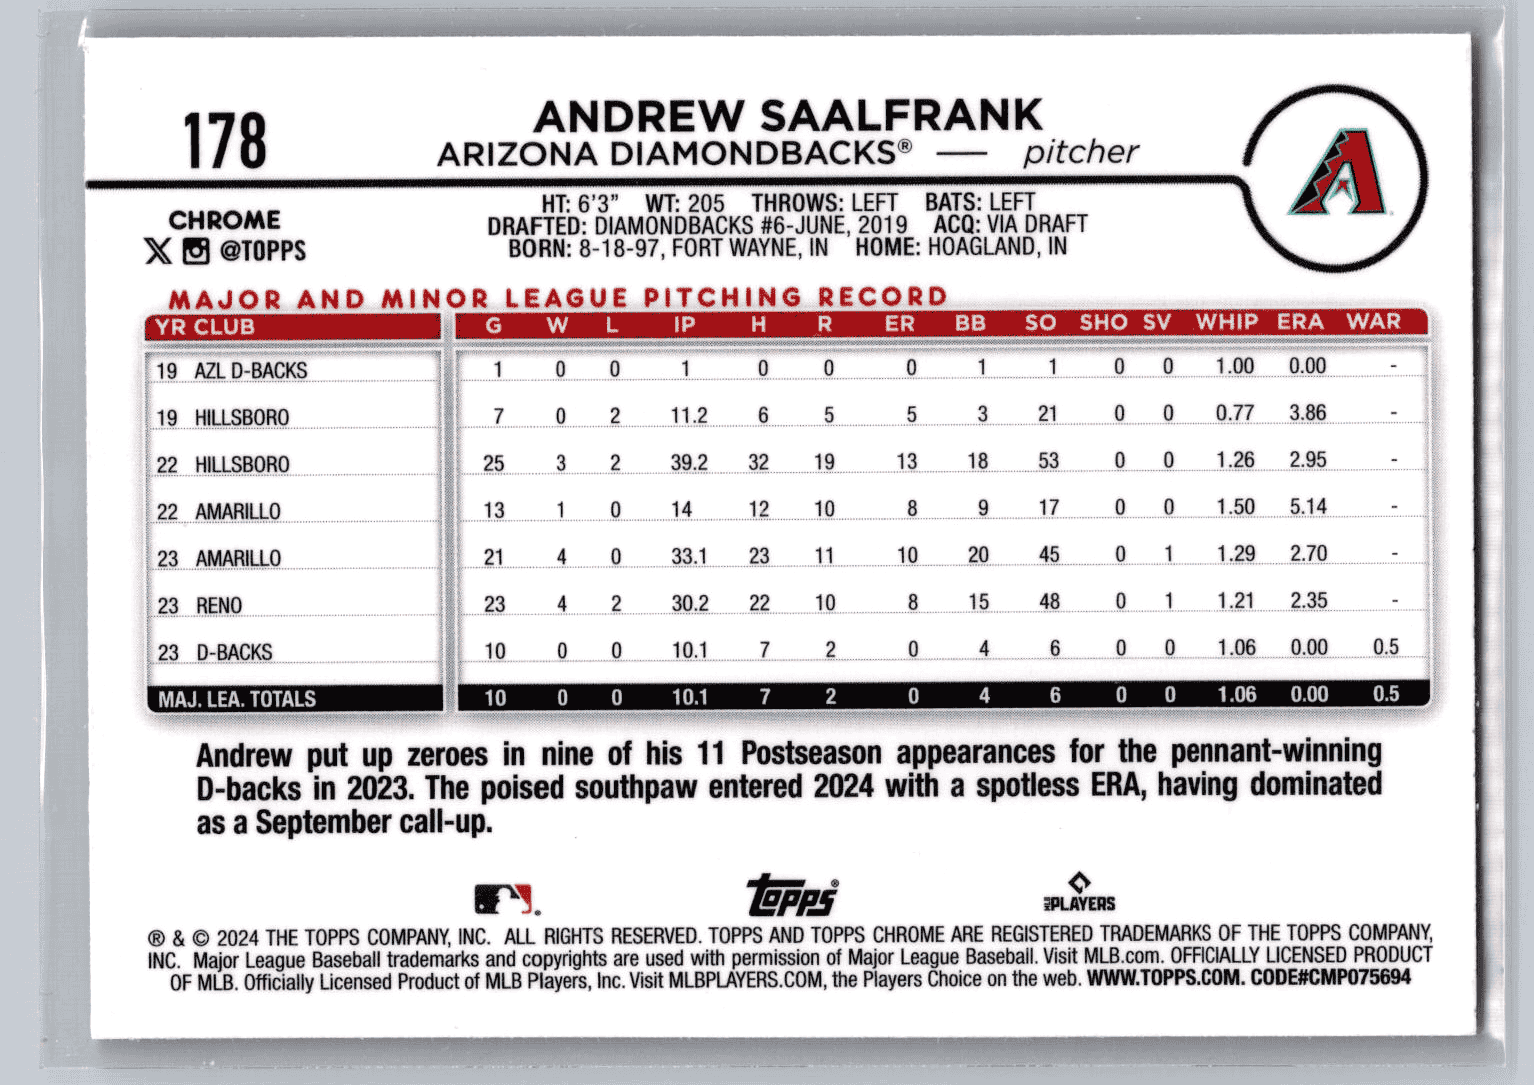 178
ANDREW SAALFRANK
ARIZONA DIAMONDBACKS® — pitcher
CHROME
@TOPPS
HT: 6'3" WT: 205 THROWS: LEFT BATS: LEFT
DRAFTED: DIAMONDBACKS #6-JUNE, 2019 ACQ: VIA DRAFT
BORN: 8-18-97, FORT WAYNE, IN HOME: HOAGLAND, IN
MAJOR AND MINOR LEAGUE PITCHING RECORD
YR CLUB G W L IP H R ER BB SO SHO SV WHIP ERA WAR
19 AZL D-BACKS 1 0 0 1 0 0 0 1 1 0 0 1.00 0.00 -
19 HILLSBORO 7 0 2 11.2 6 5 5 3 21 0 0 0.77 3.86 -
22 HILLSBORO 25 3 2 39.2 32 19 13 18 53 0 0 1.26 2.95 -
22 AMARILLO 13 1 0 14 12 10 8 9 17 0 0 1.50 5.14 -
23 AMARILLO 21 4 0 33.1 23 11 10 20 45 0 1 1.29 2.70 -
23 RENO 23 4 2 30.2 22 10 8 15 48 0 1 1.21 2.35 -
23 D-BACKS 10 0 0 10.1 7 2 0 4 6 0 0 1.06 0.00 0.5
MAJ. LEA. TOTALS 10 0 0 10.1 7 2 0 4 6 0 0 1.06 0.00 0.5
Andrew put up zeroes in nine of his 11 Postseason appearances for the pennant-winning
D-backs in 2023. The poised southpaw entered 2024 with a spotless ERA, having dominated
as a September call-up.
Topps®
MLB PLAYERS
® & © 2024 THE TOPPS COMPANY, INC. ALL RIGHTS RESERVED. TOPPS AND TOPPS CHROME ARE REGISTERED TRADEMARKS OF THE TOPPS COMPANY,
INC. Major League Baseball trademarks and copyrights are used with permission of Major League Baseball. Visit MLB.com. OFFICIALLY LICENSED PRODUCT
OF MLB. Officially Licensed Product of MLB Players, Inc. Visit MLBPLAYERS.COM, the Players Choice on the web. WWW.TOPPS.COM. CODE#CMP075694